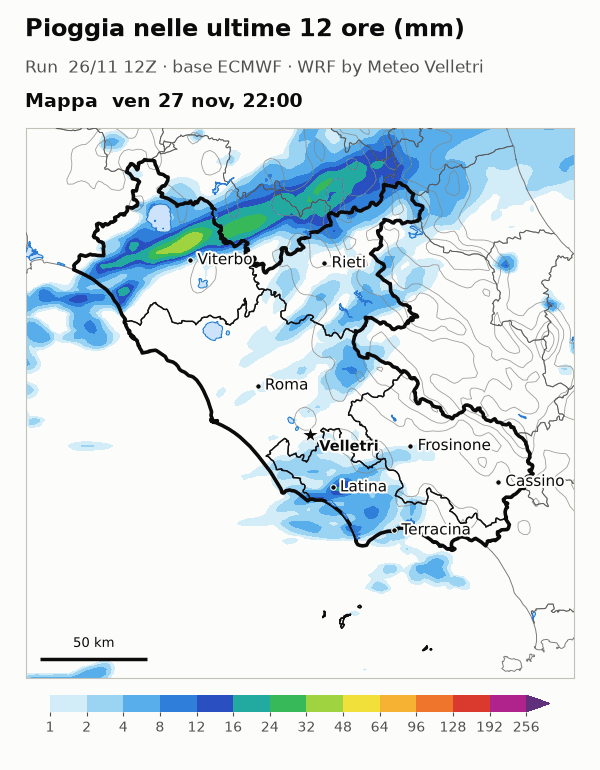 Pioggia nelle ultime 12 ore (mm)
Run  26/11 12Z · base ECMWF · WRF by Meteo Velletri
Mappa  ven 27 nov, 22:00
Viterbo
Rieti
Roma
Velletri
Frosinone
Cassino
Latina
Terracina
50 km
1 2 4 8 12 16 24 32 48 64 96 128 192 256